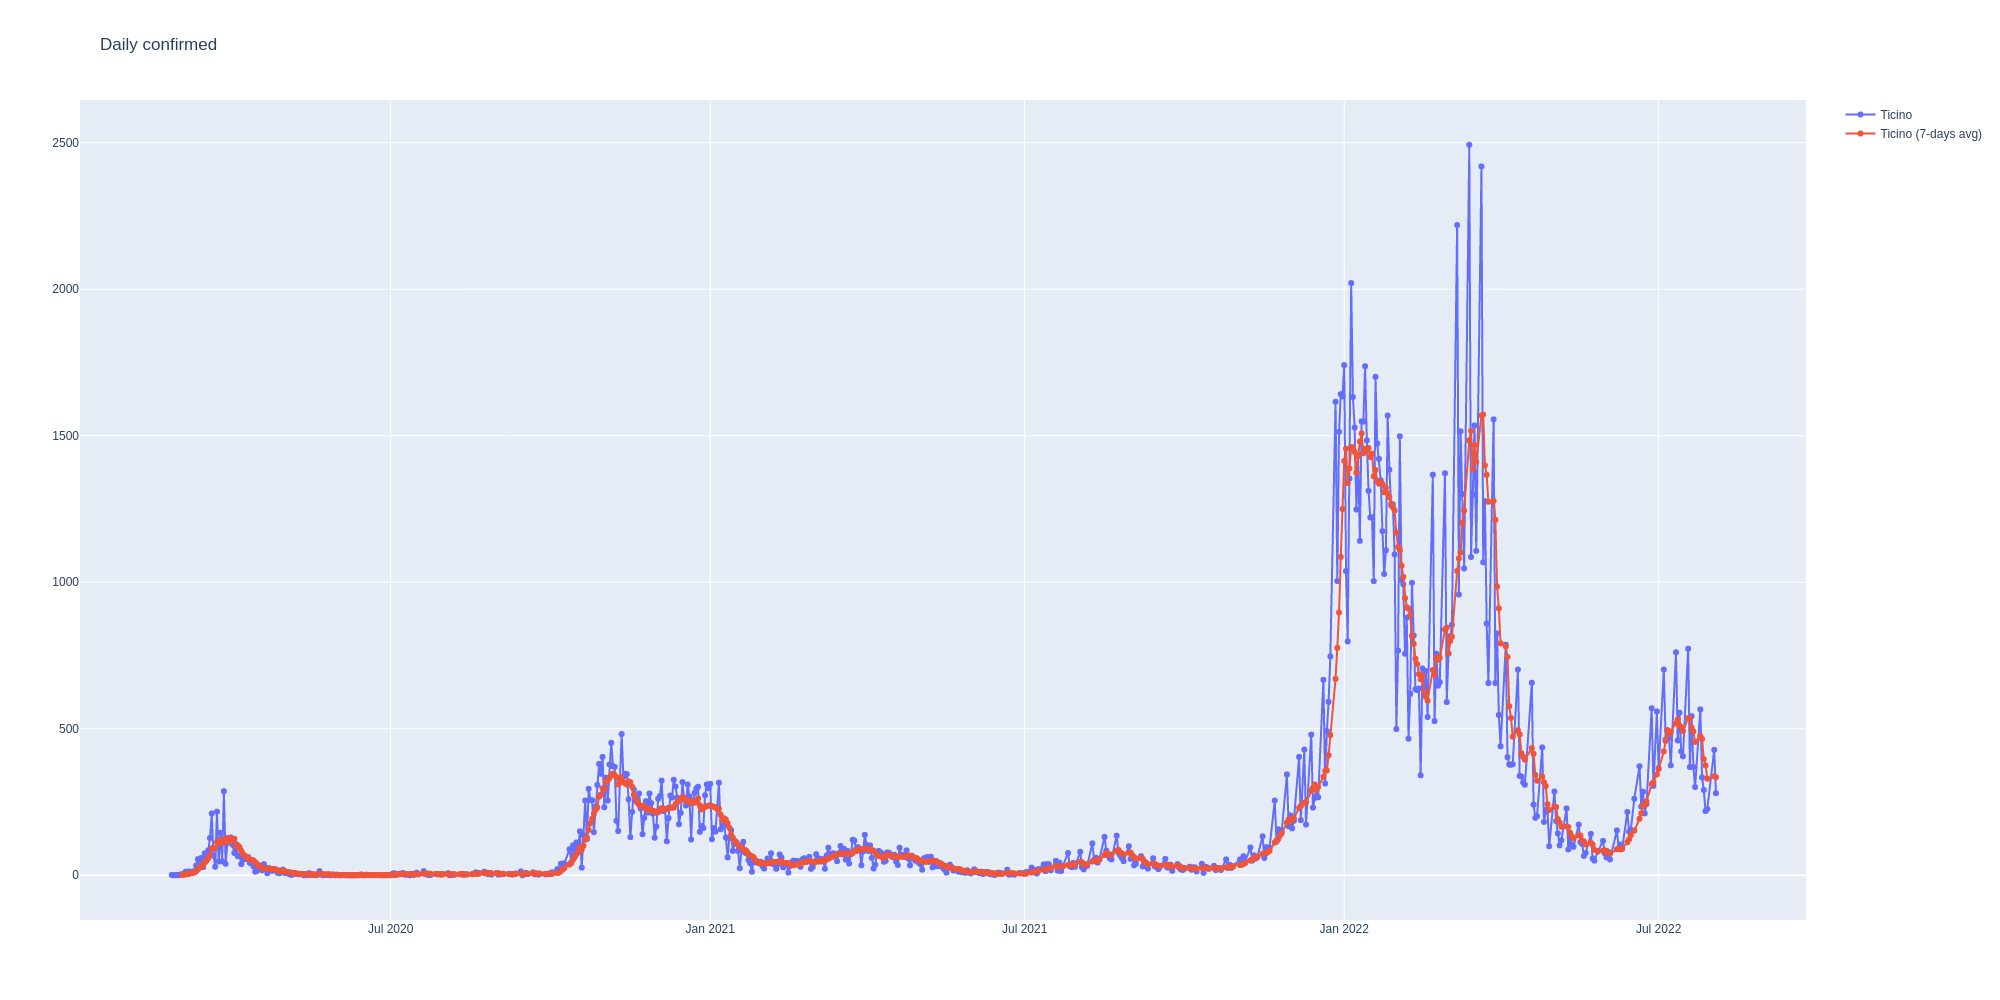 Daily confirmed
Ticino
Ticino (7-days avg)
2500
2000
1500
1000
500
0
Jul 2020
Jan 2021
Jul 2021
Jan 2022
Jul 2022